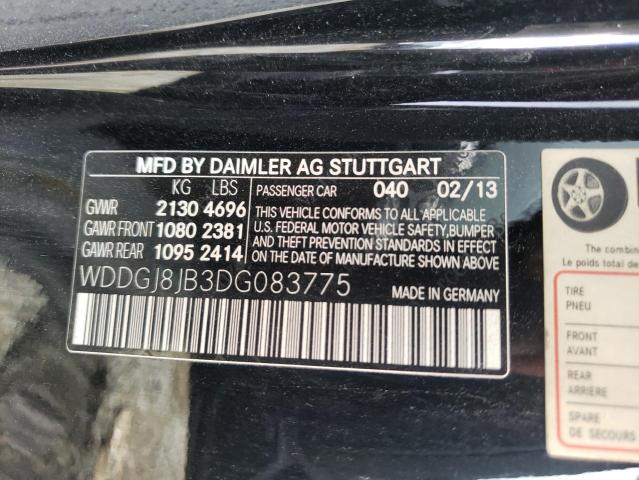 MFD BY DAIMLER AG STUTTGART
KG LBS PASSENGER CAR 040 02/13
GVWR 2130 4696
GAWR FRONT 1080 2381
GAWR REAR 1095 2414
THIS VEHICLE CONFORMS TO ALL APPLICABLE
U.S. FEDERAL MOTOR VEHICLE SAFETY, BUMPER
AND THEFT PREVENTION STANDARDS IN EFFECT
ON THE DATE OF MANUFACTURE SHOWN ABOVE.
WDDGJ8JB3DG083775 MADE IN GERMANY
The combine
Le poids total des
TIRE
PNEU
FRONT
AVANT
REAR
ARRIÈRE
SPARE
DE SECOURS